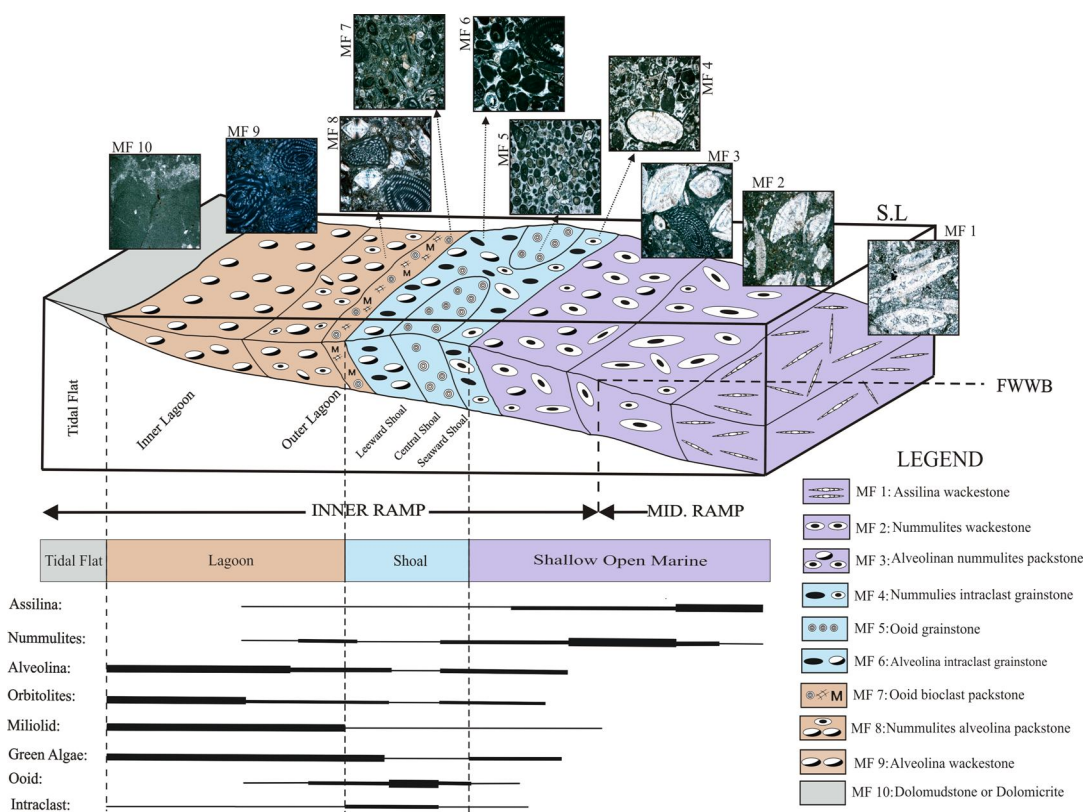 MF 7
MF 6
MF 4
MF 10
MF 9
MF 8
MF 5
MF 3
MF 2
S.L
MF 1
M
M
M
M
M
M
M
FWWB
Tidal Flat
Inner Lagoon
Outer Lagoon
Leeward Shoal
Central Shoal
Seaward Shoal
INNER RAMP
MID. RAMP
Tidal Flat
Lagoon
Shoal
Shallow Open Marine
Assilina:
Nummulites:
Alveolina:
Orbitolites:
Miliolid:
Green Algae:
Ooid:
Intraclast:
LEGEND
MF 1: Assilina wackestone
MF 2: Nummulites wackestone
MF 3: Alveolinan nummulites packstone
MF 4: Nummulies intraclast grainstone
MF 5: Ooid grainstone
MF 6: Alveolina intraclast grainstone
M MF 7: Ooid bioclast packstone
MF 8:Nummulites alveolina packstone
MF 9: Alveolina wackestone
MF 10: Dolomudstone or Dolomicrite